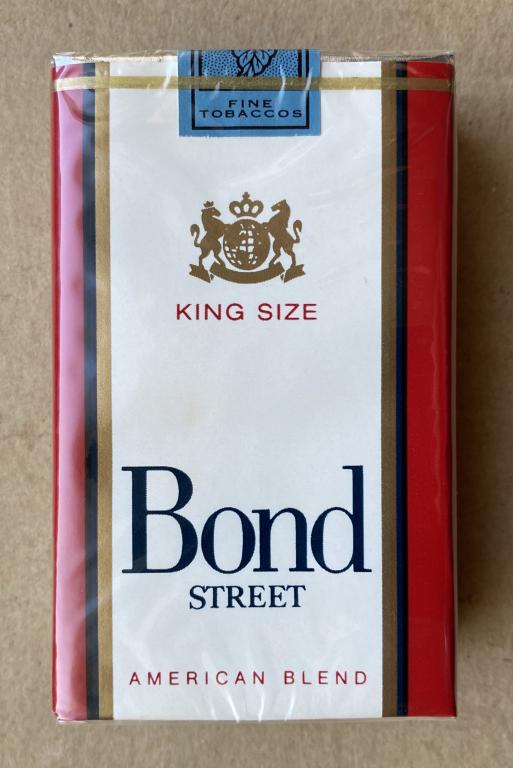 FINE
TOBACCOS
KING SIZE
Bond
STREET
AMERICAN BLEND